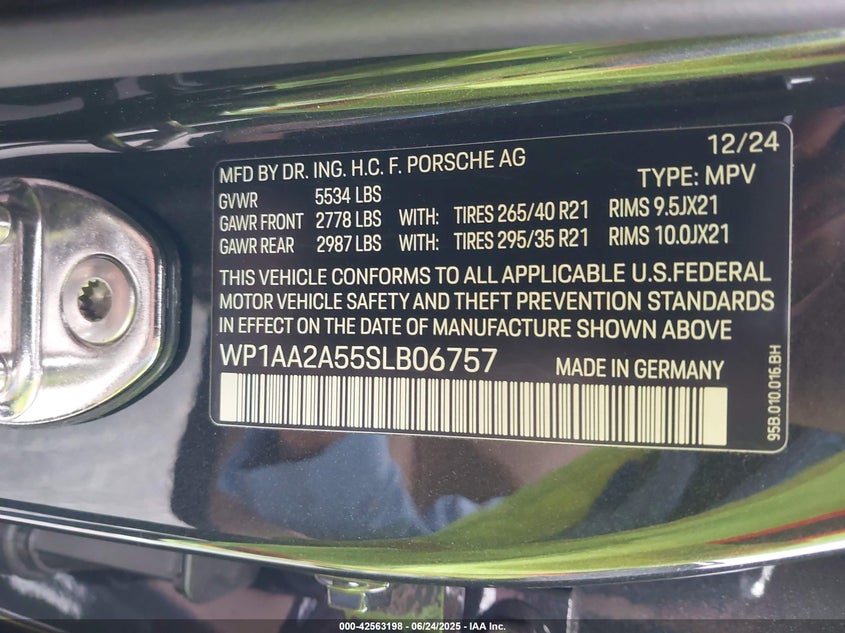 12/24
MFD BY DR. ING. H.C. F. PORSCHE AG
TYPE: MPV
GVWR 5534 LBS
GAWR FRONT 2778 LBS WITH: TIRES 265/40 R21 RIMS 9.5JX21
GAWR REAR 2987 LBS WITH: TIRES 295/35 R21 RIMS 10.0JX21
THIS VEHICLE CONFORMS TO ALL APPLICABLE U.S.FEDERAL
MOTOR VEHICLE SAFETY AND THEFT PREVENTION STANDARDS
IN EFFECT ON THE DATE OF MANUFACTURE SHOWN ABOVE
WP1AA2A55SLB06757 MADE IN GERMANY
95B.010.016.BH
000-42563198 - 06/24/2025 - IAA Inc.